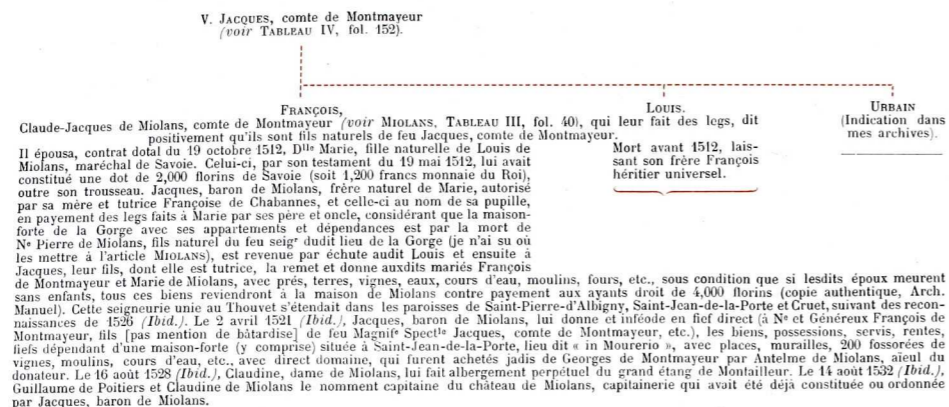 V. JACQUES, comte de Montmayeur
(voir TABLEAU IV, fol. 152).
FRANÇOIS,
LOUIS.
URBAIN
Claude-Jacques de Miolans, comte de Montmayeur (voir MIOLANS, TABLEAU III, fol. 40), qui leur fait des legs, dit
positivement qu'ils sont fils naturels de feu Jacques, comte de Montmayeur.
(Indication dans
mes archives).
Il épousa, contrat dotal du 19 octobre 1512, Dlle Marie, fille naturelle de Louis de
Miolans, maréchal de Savoie. Celui-ci, par son testament du 19 mai 1512, lui avait
constitué une dot de 2,000 florins de Savoie (soit 1,200 francs monnaie du Roi),
outre son trousseau. Jacques, baron de Miolans, frère naturel de Marie, autorisé
par sa mère et tutrice Françoise de Chabannes, et celle-ci au nom de sa pupille,
en payement des legs faits à Marie par ses père et oncle, considérant que la maison-
forte de la Gorge avec ses appartements et dépendances est par la mort de
Ne Pierre de Miolans, fils naturel du feu seigr dudit lieu de la Gorge (je n'ai su où
les mettre à l'article MIOLANS), est revenue par échute audit Louis et ensuite à
Jacques, leur fils, dont elle est tutrice, la remet et donne auxdits mariés François
Mort avant 1512, lais-
sant son frère François
héritier universel.
de Montmayeur et Marie de Miolans, avec prés, terres, vignes, eaux, cours d'eau, moulins, fours, etc., sous condition que si lesdits époux meurent
sans enfants, tous ces biens reviendront à la maison de Miolans contre payement aux ayants droit de 4,000 florins (copie authentique, Arch.
Manuel). Cette seigneurie unie au Thouvet s'étendait dans les paroisses de Saint-Pierre-d'Albigny, Saint-Jean-de-la-Porte et Cruet, suivant des recon-
naissances de 1526 (Ibid.). Le 2 avril 1521 (Ibid.), Jacques, baron de Miolans, lui donne et inféode en fief direct (à Ne et Généreux François de
Montmayeur, fils [pas mention de bâtardise] de feu Magnife Spectle Jacques, comte de Montmayeur, etc.), les biens, possessions, servis, rentes,
fiefs dépendant d'une maison-forte (y comprise) située à Saint-Jean-de-la-Porte, lieu dit « in Mourerio », avec places, murailles, 200 fossorées de
vignes, moulins, cours d'eau, etc., avec direct domaine, qui furent achetés jadis de Georges de Montmayeur par Antelme de Miolans, aïeul du
donateur. Le 16 août 1528 (Ibid.), Claudine, dame de Miolans, lui fait albergement perpétuel du grand étang de Montailleur. Le 14 août 1532 (Ibid.),
Guillaume de Poitiers et Claudine de Miolans le nomment capitaine du château de Miolans, capitainerie qui avait été déjà constituée ou ordonnée
par Jacques, baron de Miolans.